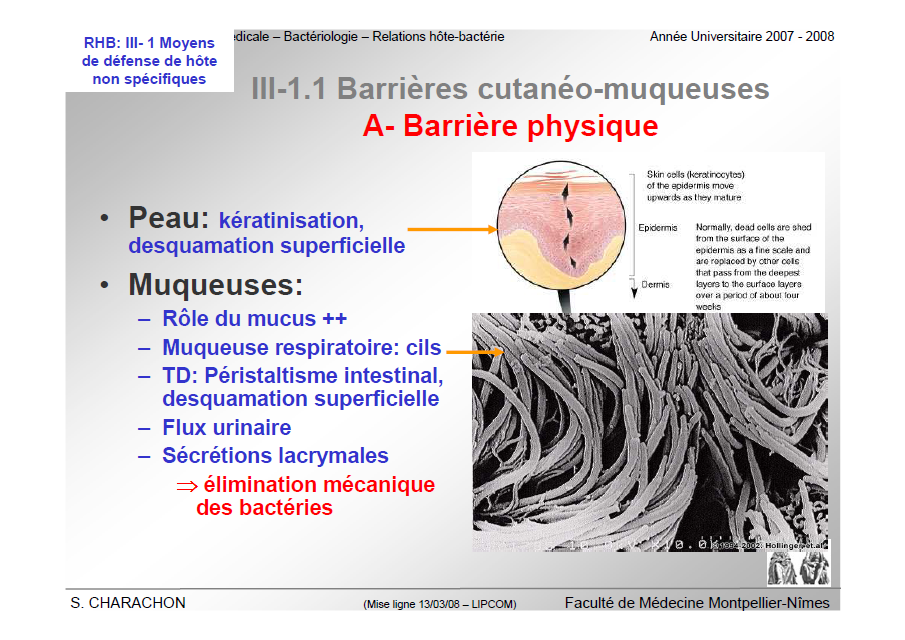 RHB: III- 1 Moyens
de défense de hôte
non spécifiques
édicale – Bactériologie – Relations hôte-bactérie
Année Universitaire 2007 - 2008
III-1.1 Barrières cutanéo-muqueuses
A- Barrière physique
• Peau: kératinisation,
desquamation superficielle
• Muqueuses:
– Rôle du mucus ++
– Muqueuse respiratoire: cils
– TD: Péristaltisme intestinal,
desquamation superficielle
– Flux urinaire
– Sécrétions lacrymales
⇒ élimination mécanique
des bactéries
Skin cells (keratinocytes)
of the epidermis move
upwards as they mature
Epidermis
Normally, dead cells are shed
from the surface of the
epidermis as a fine scale and
are replaced by other cells
that pass from the deepest
layers to the surface layers
over a period of about four
weeks
Dermis
Hollinger et al
S. CHARACHON
(Mise ligne 13/03/08 – LIPCOM)
Faculté de Médecine Montpellier-Nîmes